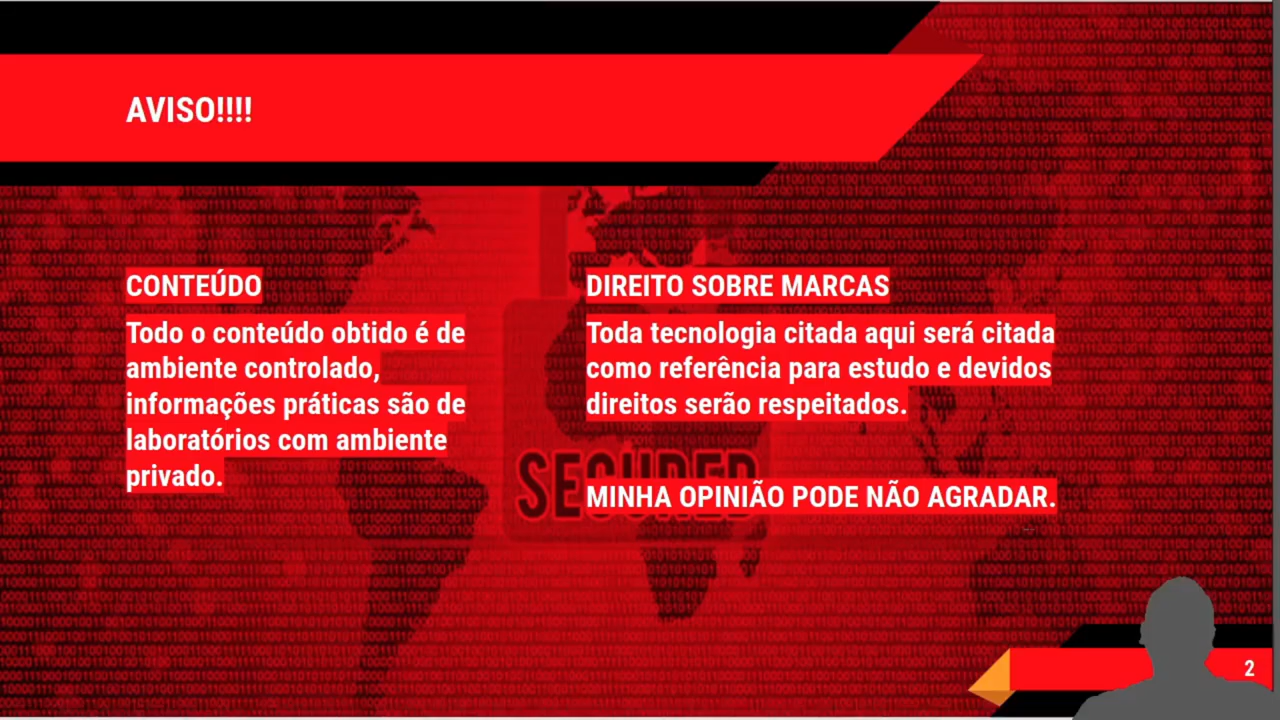 AVISO!!!!
CONTEÚDO
Todo o conteúdo obtido é de
ambiente controlado,
informações práticas são de
laboratórios com ambiente
privado.
DIREITO SOBRE MARCAS
Toda tecnologia citada aqui será citada
como referência para estudo e devidos
direitos serão respeitados.
SECURED
MINHA OPINIÃO PODE NÃO AGRADAR.
2